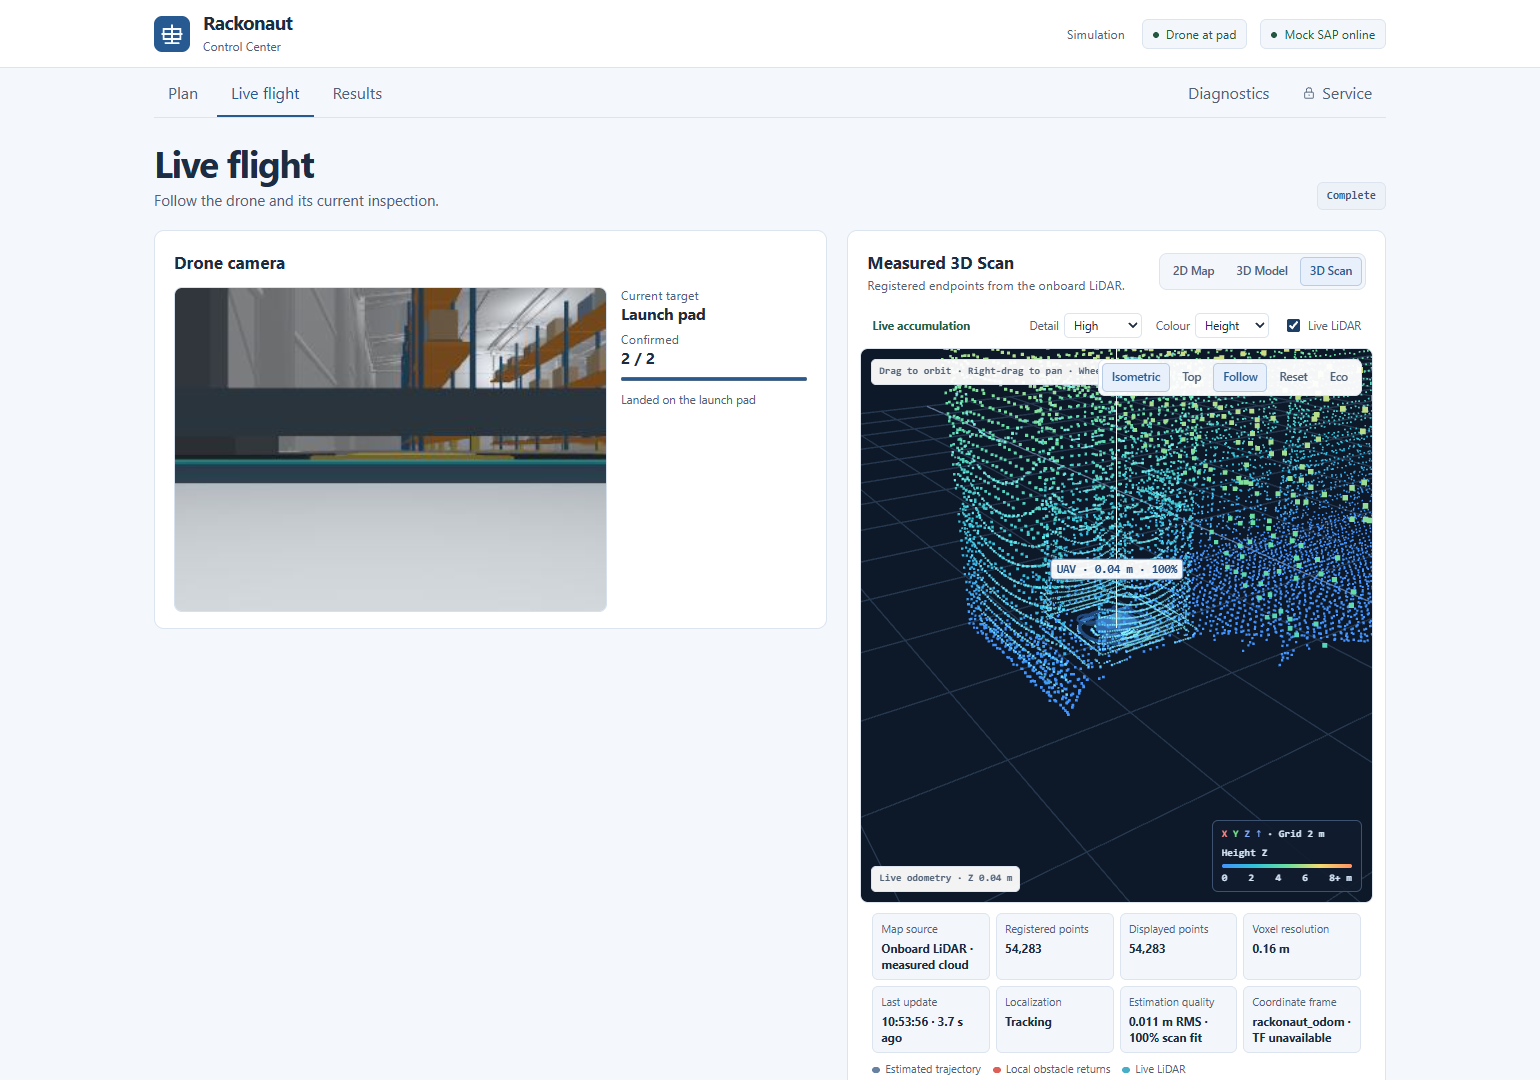 Rackonaut
Control Center
Simulation
Drone at pad
Mock SAP online
Plan
Live flight
Results
Diagnostics
Service
Live flight
Follow the drone and its current inspection.
Complete
Drone camera
Current target
Launch pad
Confirmed
2 / 2
Landed on the launch pad
Measured 3D Scan
Registered endpoints from the onboard LiDAR.
2D Map
3D Model
3D Scan
Live accumulation
Detail
High
Colour
Height
Live LiDAR
Drag to orbit · Right-drag to pan ·
Isometric
Top
Follow
Reset
Eco
UAV · 0.04 m · 100%
X Y Z ↑ · Grid 2 m
Height Z
0 2 4 6 8+ m
Live odometry · Z 0.04 m
Map source
Onboard LiDAR ·
measured cloud
Registered points
54,283
Displayed points
54,283
Voxel resolution
0.16 m
Last update
10:53:56 · 3.7 s
ago
Localization
Tracking
Estimation quality
0.011 m RMS ·
100% scan fit
Coordinate frame
rackonaut_odom ·
TF unavailable
Estimated trajectory
Local obstacle returns
Live LiDAR